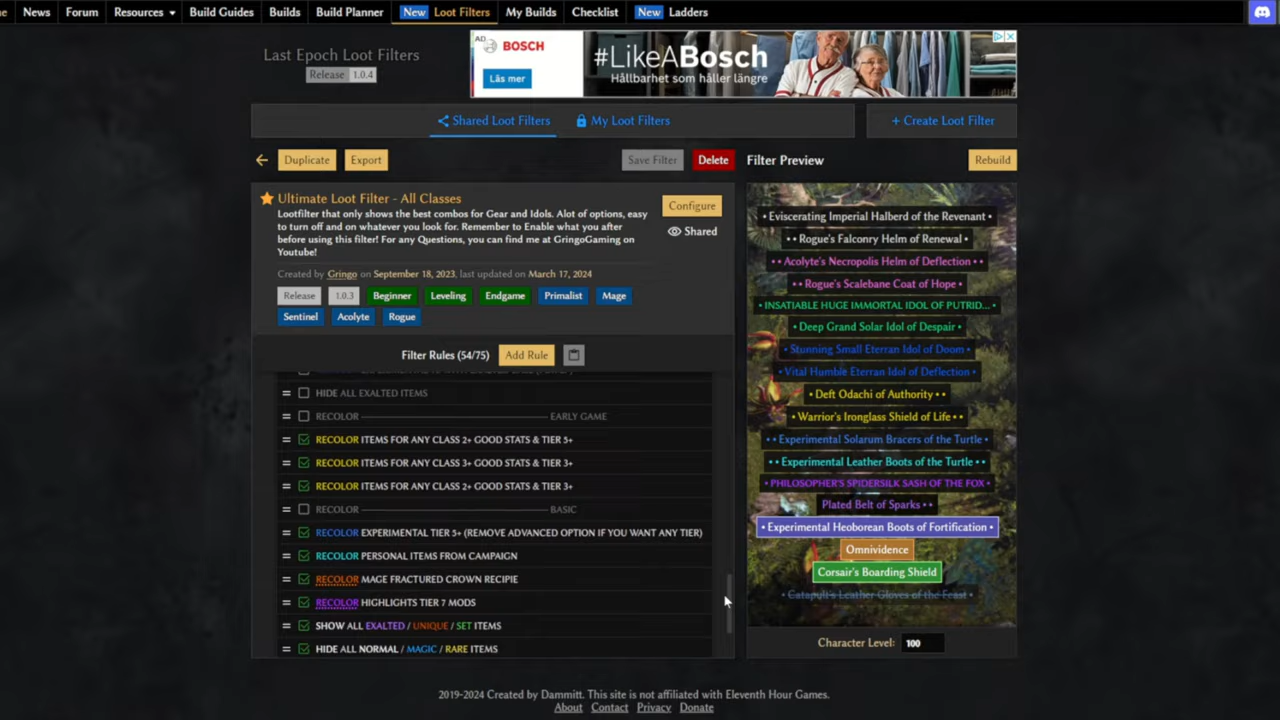 News Forum Resources Build Guides Builds Build Planner New Loot Filters My Builds Checklist New Ladders
Last Epoch Loot Filters
Release 1.0.4
AD
BOSCH
Läs mer
#LikeABosch
Hållbarhet som håller längre
Shared Loot Filters My Loot Filters + Create Loot Filter
Duplicate Export Save Filter Delete
Filter Preview Rebuild
Ultimate Loot Filter - All Classes
Configure
Shared
Lootfilter that only shows the best combos for Gear and Idols. Alot of options, easy
to turn off and on whatever you look for. Remember to Enable what you after
before using this filter! For any Questions, you can find me at GringoGaming on
Youtube!
Created by Gringo on September 18, 2023, last updated on March 17, 2024
Release 1.0.3 Beginner Leveling Endgame Primalist Mage
Sentinel Acolyte Rogue
Filter Rules (54/75) Add Rule
HIDE ALL EXALTED ITEMS
RECOLOR ———————————————— EARLY GAME
RECOLOR ITEMS FOR ANY CLASS 2+ GOOD STATS & TIER 5+
RECOLOR ITEMS FOR ANY CLASS 3+ GOOD STATS & TIER 3+
RECOLOR ITEMS FOR ANY CLASS 2+ GOOD STATS & TIER 3+
RECOLOR ———————————————— BASIC
RECOLOR EXPERIMENTAL TIER 5+ (REMOVE ADVANCED OPTION IF YOU WANT ANY TIER)
RECOLOR PERSONAL ITEMS FROM CAMPAIGN
RECOLOR MAGE FRACTURED CROWN RECIPIE
RECOLOR HIGHLIGHTS TIER 7 MODS
SHOW ALL EXALTED / UNIQUE / SET ITEMS
HIDE ALL NORMAL / MAGIC / RARE ITEMS
• Eviscerating Imperial Halberd of the Revenant •
• • Rogue's Falconry Helm of Renewal •
• • Acolyte's Necropolis Helm of Deflection • •
• • Rogue's Scalebane Coat of Hope •
• INSATIABLE HUGE IMMORTAL IDOL OF PUTRID... •
• Deep Grand Solar Idol of Despair •
• Stunning Small Eterran Idol of Doom •
• Vital Humble Eterran Idol of Deflection •
• Deft Odachi of Authority • •
• Warrior's Ironglass Shield of Life • •
• • Experimental Solarum Bracers of the Turtle •
• • Experimental Leather Boots of the Turtle • •
• PHILOSOPHER'S SPIDERSILK SASH OF THE FOX •
Plated Belt of Sparks • •
• Experimental Heoborean Boots of Fortification •
Omnividence
Corsair's Boarding Shield
• Catapult's Leather Gloves of the Feast •
Character Level: 100
2019-2024 Created by Dammitt. This site is not affiliated with Eleventh Hour Games.
About Contact Privacy Donate